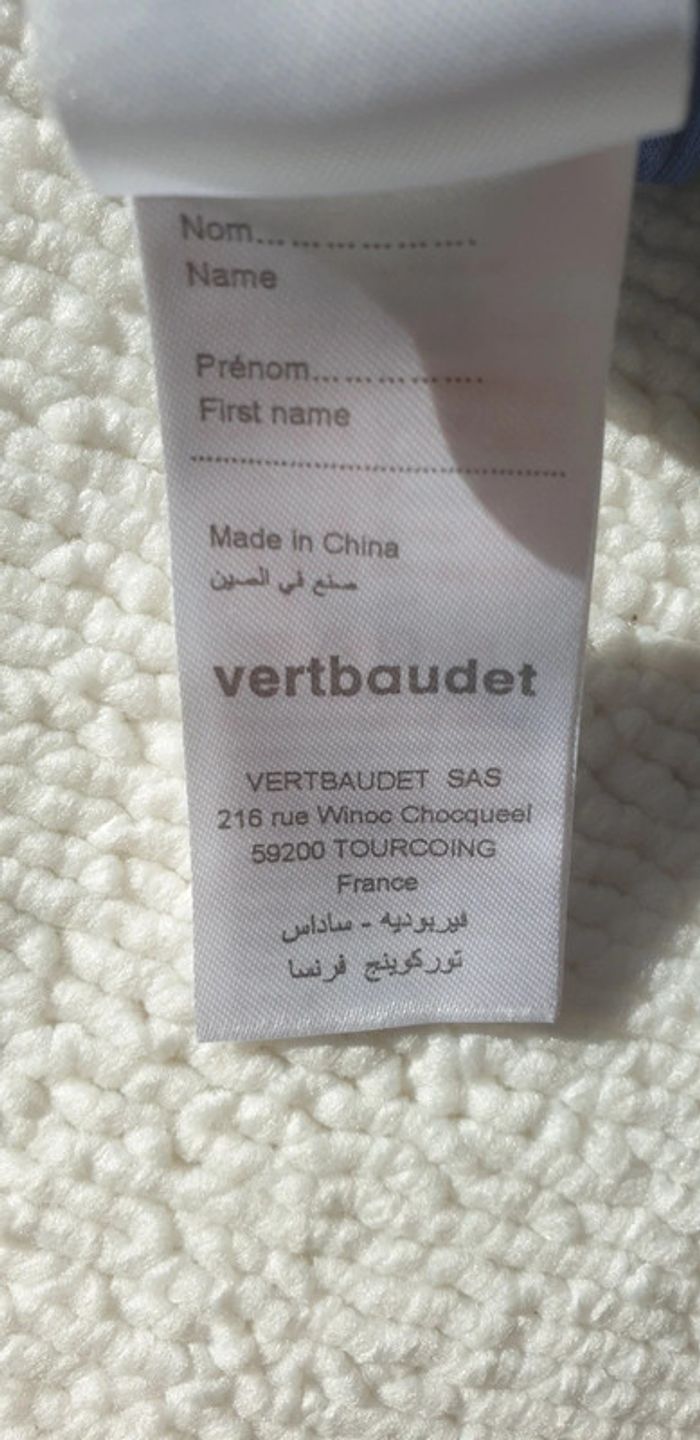 Nom................
Name
Prénom...............
First name
Made in China
صنع في الصين
vertbaudet
VERTBAUDET SAS
216 rue Winoc Chocqueel
59200 TOURCOING
France
فيربوديه - ساداس
توركوينج فرنسا